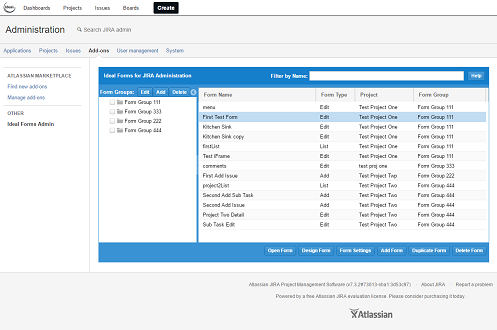 Dashboards Projects Issues Boards Create
Administration Search JIRA admin
Applications Projects Issues Add-ons User management System
ATLASSIAN MARKETPLACE
Find new add-ons
Manage add-ons
OTHER
Ideal Forms Admin
Ideal Forms for JIRA Administration Filter by Name: Help
Form Groups: Edit Add Delete
Form Group 111
Form Group 333
Form Group 222
Form Group 444
Form Name Form Type Project Form Group
menu Edit Test Project One Form Group 111
First Test Form Edit Test Project One Form Group 111
Kitchen Sink Edit Test Project One Form Group 111
Kitchen Sink copy Edit Test Project One Form Group 111
firstList List Test Project One Form Group 111
Test iFrame Edit Test Project One Form Group 111
comments Edit test proj one Form Group 333
First Add Issue Add Test Project Two Form Group 222
project2List List Test Project Two Form Group 444
Second Add Sub Task Add Test Project Two Form Group 444
Second Add Issue Add Test Project Two Form Group 444
Project Two Detail Edit Test Project Two Form Group 444
Sub Task Edit Edit Test Project Two Form Group 444
Open Form Design Form Form Settings Add Form Duplicate Form Delete Form
Atlassian JIRA Project Management Software (v7.3.2#73013-sha1:3d53c97) · About JIRA · Report a problem
Powered by a free Atlassian JIRA evaluation license. Please consider purchasing it today.
Atlassian